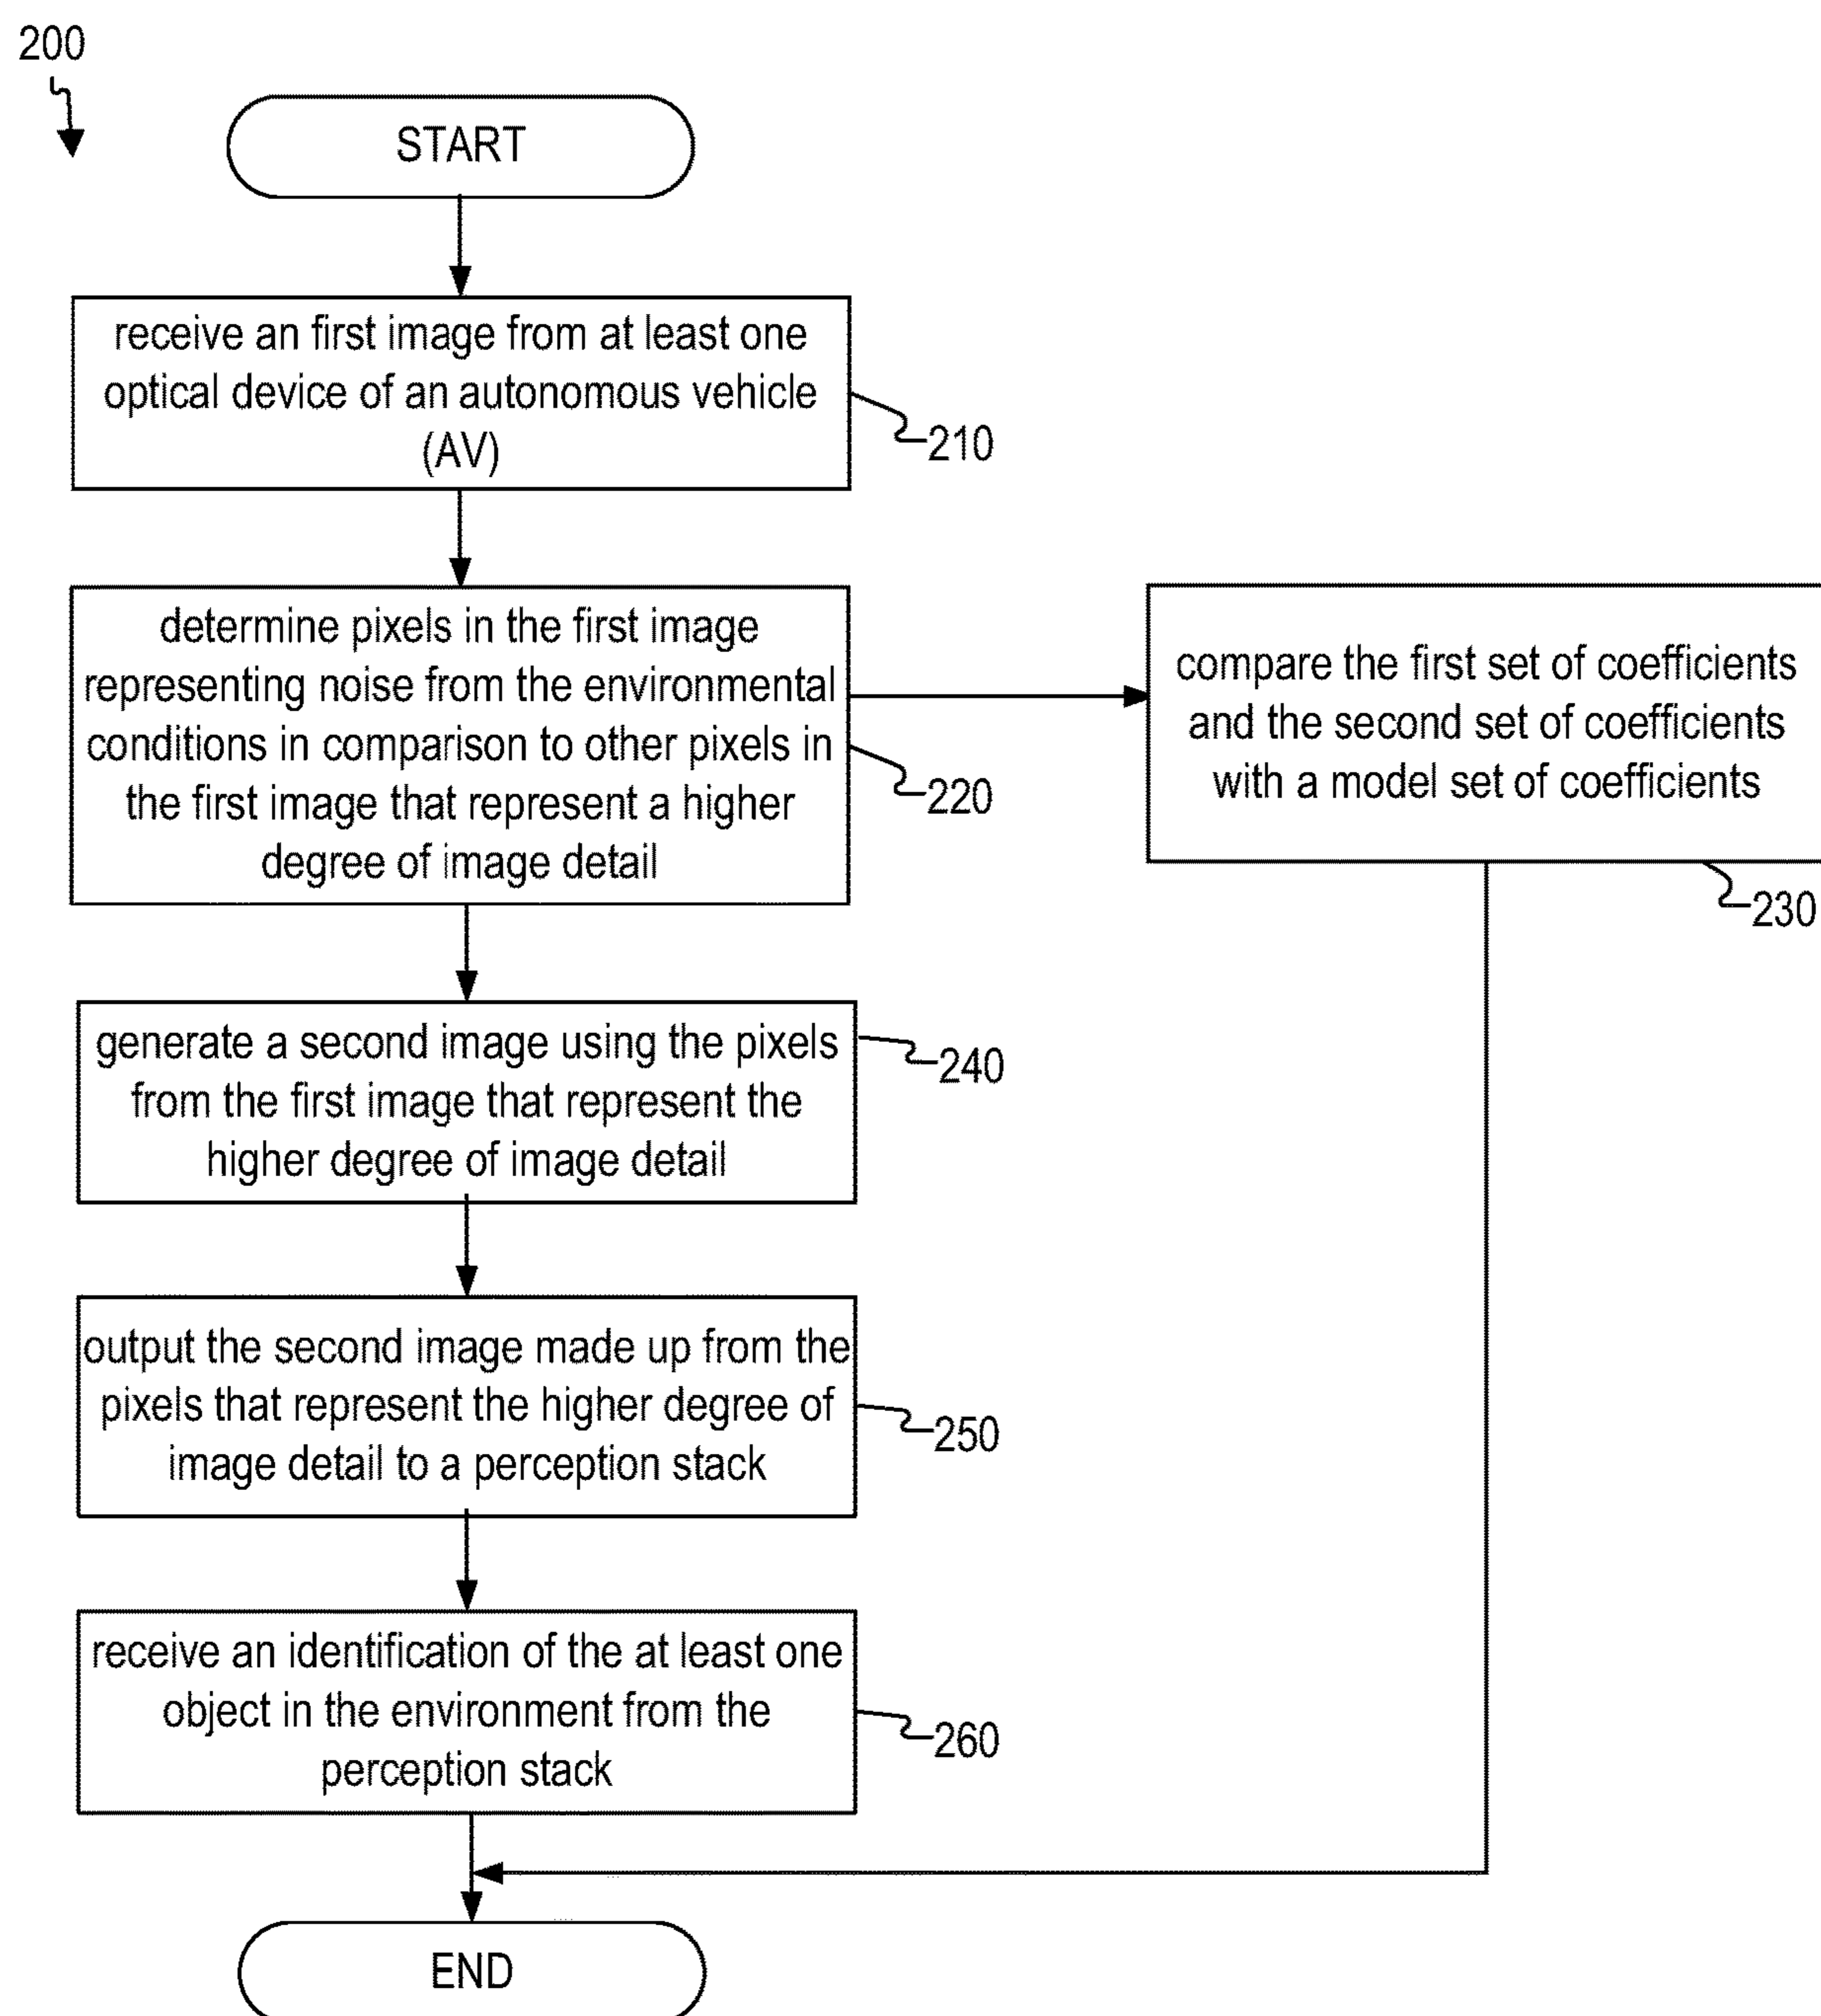 200
START
receive an first image from at least one
optical device of an autonomous vehicle
(AV)
210
determine pixels in the first image
representing noise from the environmental
conditions in comparison to other pixels in
the first image that represent a higher
degree of image detail
220
compare the first set of coefficients
and the second set of coefficients
with a model set of coefficients
230
generate a second image using the pixels
from the first image that represent the
higher degree of image detail
240
output the second image made up from the
pixels that represent the higher degree of
image detail to a perception stack
250
receive an identification of the at least one
object in the environment from the
perception stack
260
END